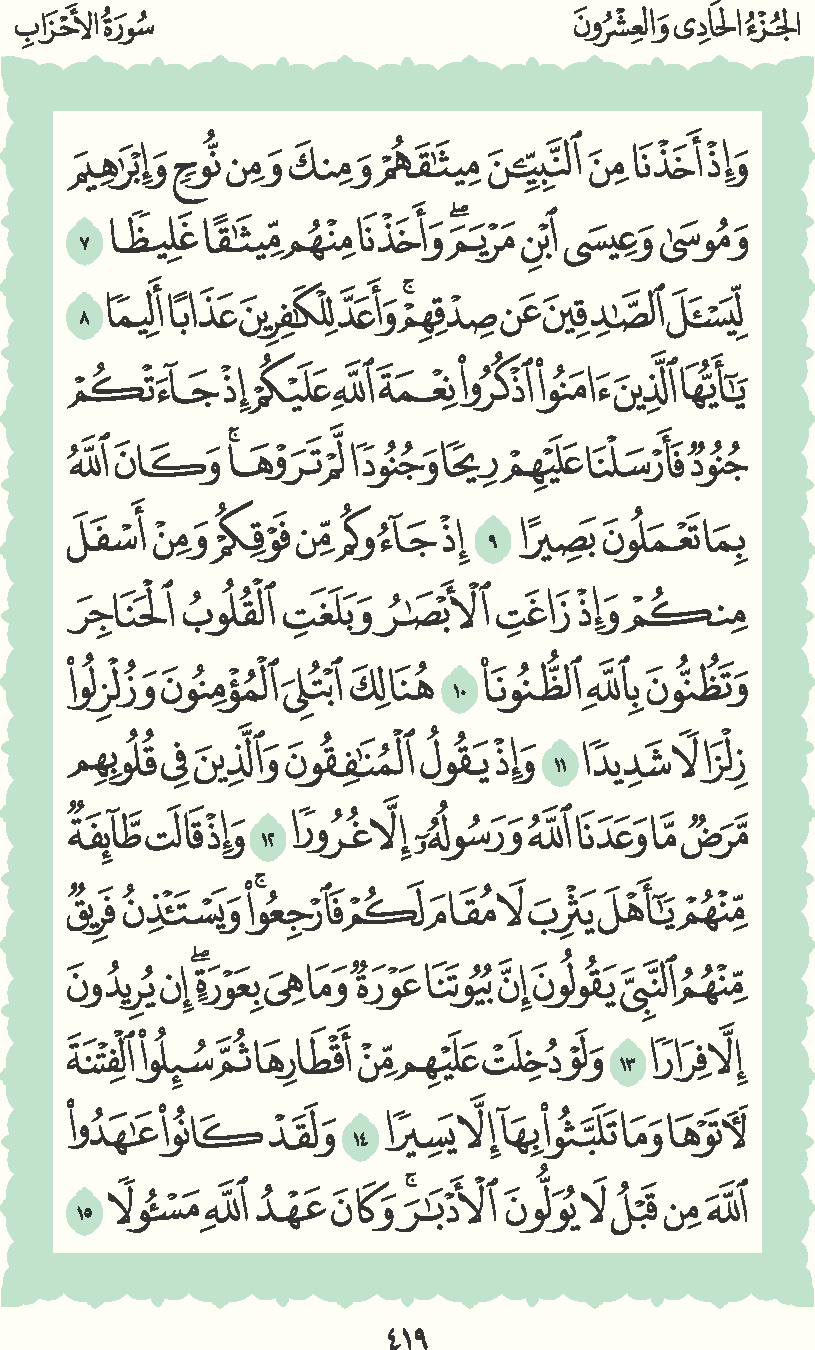 الجُزْءُ الحَادِى وَالعِشْرُونَ
سُورَةُ الأَحْزَابِ
وَإِذْ أَخَذْنَا مِنَ ٱلنَّبِيِّـۧنَ مِيثَٰقَهُمْ وَمِنكَ وَمِن نُّوحٍ وَإِبْرَٰهِيمَ
وَمُوسَىٰ وَعِيسَى ٱبْنِ مَرْيَمَۖ وَأَخَذْنَا مِنْهُم مِّيثَٰقًا غَلِيظًا ٧
لِّيَسْـَٔلَ ٱلصَّٰدِقِينَ عَن صِدْقِهِمْۚ وَأَعَدَّ لِلْكَٰفِرِينَ عَذَابًا أَلِيمًا ٨
يَٰٓأَيُّهَا ٱلَّذِينَ ءَامَنُوا۟ ٱذْكُرُوا۟ نِعْمَةَ ٱللَّهِ عَلَيْكُمْ إِذْ جَآءَتْكُمْ
جُنُودٌ فَأَرْسَلْنَا عَلَيْهِمْ رِيحًا وَجُنُودًا لَّمْ تَرَوْهَاۚ وَكَانَ ٱللَّهُ
بِمَا تَعْمَلُونَ بَصِيرًا ٩ إِذْ جَآءُوكُم مِّن فَوْقِكُمْ وَمِنْ أَسْفَلَ
مِنكُمْ وَإِذْ زَاغَتِ ٱلْأَبْصَٰرُ وَبَلَغَتِ ٱلْقُلُوبُ ٱلْحَنَاجِرَ
وَتَظُنُّونَ بِٱللَّهِ ٱلظُّنُونَا۠ ١٠ هُنَالِكَ ٱبْتُلِىَ ٱلْمُؤْمِنُونَ وَزُلْزِلُوا۟
زِلْزَالًا شَدِيدًا ١١ وَإِذْ يَقُولُ ٱلْمُنَٰفِقُونَ وَٱلَّذِينَ فِى قُلُوبِهِم
مَّرَضٌ مَّا وَعَدَنَا ٱللَّهُ وَرَسُولُهُۥٓ إِلَّا غُرُورًا ١٢ وَإِذْ قَالَت طَّآئِفَةٌ
مِّنْهُمْ يَٰٓأَهْلَ يَثْرِبَ لَا مُقَامَ لَكُمْ فَٱرْجِعُوا۟ۚ وَيَسْتَـْٔذِنُ فَرِيقٌ
مِّنْهُمُ ٱلنَّبِىَّ يَقُولُونَ إِنَّ بُيُوتَنَا عَوْرَةٌ وَمَا هِىَ بِعَوْرَةٍۖ إِن يُرِيدُونَ
إِلَّا فِرَارًا ١٣ وَلَوْ دُخِلَتْ عَلَيْهِم مِّنْ أَقْطَارِهَا ثُمَّ سُئِلُوا۟ ٱلْفِتْنَةَ
لَـَٔاتَوْهَا وَمَا تَلَبَّثُوا۟ بِهَآ إِلَّا يَسِيرًا ١٤ وَلَقَدْ كَانُوا۟ عَٰهَدُوا۟
ٱللَّهَ مِن قَبْلُ لَا يُوَلُّونَ ٱلْأَدْبَٰرَۚ وَكَانَ عَهْدُ ٱللَّهِ مَسْـُٔولًا ١٥
٤١٩